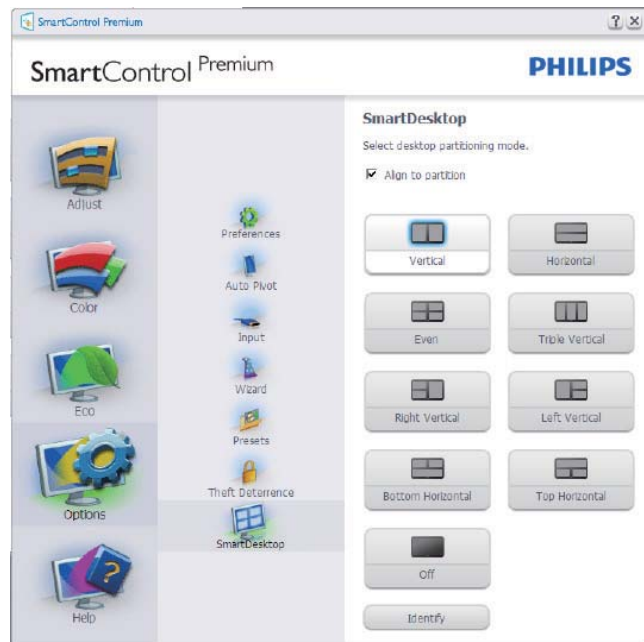 SmartControl Premium
SmartControl Premium
PHILIPS
Adjust
Color
Eco
Options
Help
Preferences
Auto Pivot
Input
Wizard
Presets
Theft Deterrence
SmartDesktop
SmartDesktop
Select desktop partitioning mode.
Align to partition
Vertical
Horizontal
Even
Triple Vertical
Right Vertical
Left Vertical
Bottom Horizontal
Top Horizontal
Off
Identify